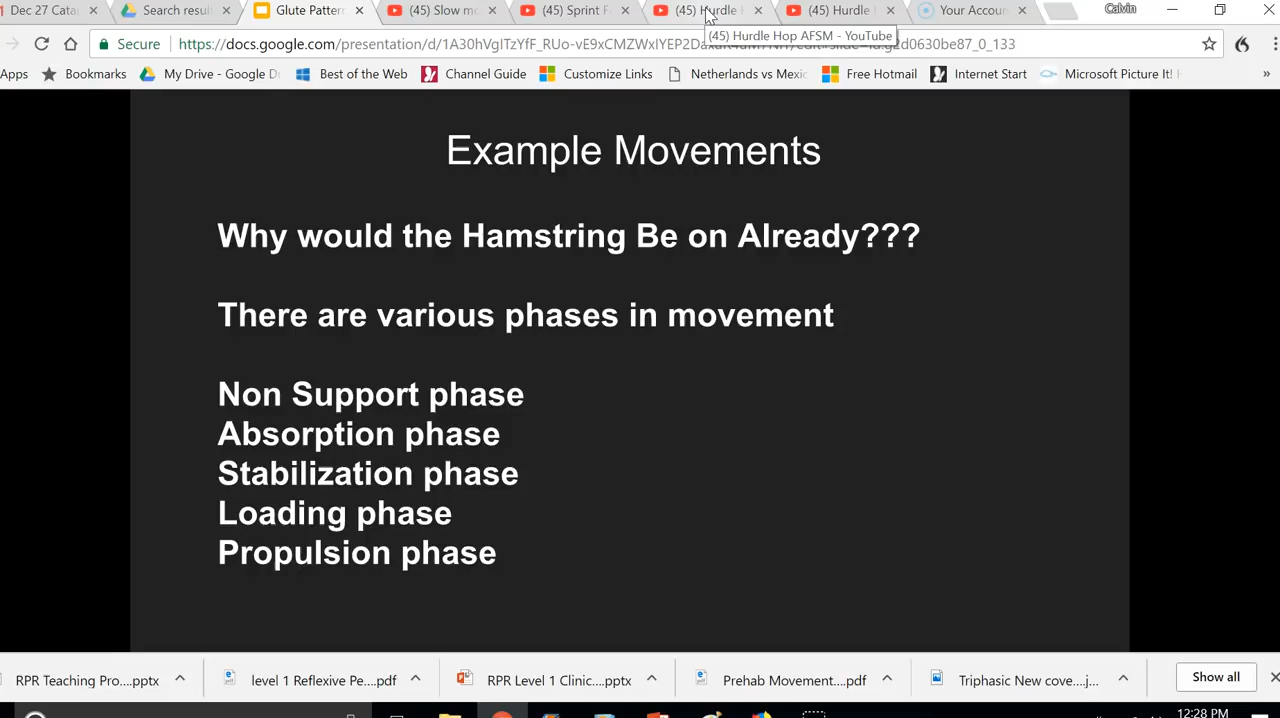 Dec 27 Cata
Search resul
Glute Patter
(45) Slow m
(45) Sprint
(45) Hurdle
(45) Hurdle
Your Accou
Calvin
Secure
https://docs.google.com/presentation/d/
(45) Hurdle Hop AFSM - YouTube
Apps
Bookmarks
My Drive - Google D
Best of the Web
Channel Guide
Customize Links
Netherlands vs Mexic
Free Hotmail
Internet Start
Microsoft Picture It!
»
Example Movements
Why would the Hamstring Be on Already???
There are various phases in movement
Non Support phase
Absorption phase
Stabilization phase
Loading phase
Propulsion phase
RPR Teaching Pro....pptx
level 1 Reflexive Pe....pdf
RPR Level 1 Clinic....pptx
Prehab Movement....pdf
Triphasic New cove....j...
Show all
12:28 PM